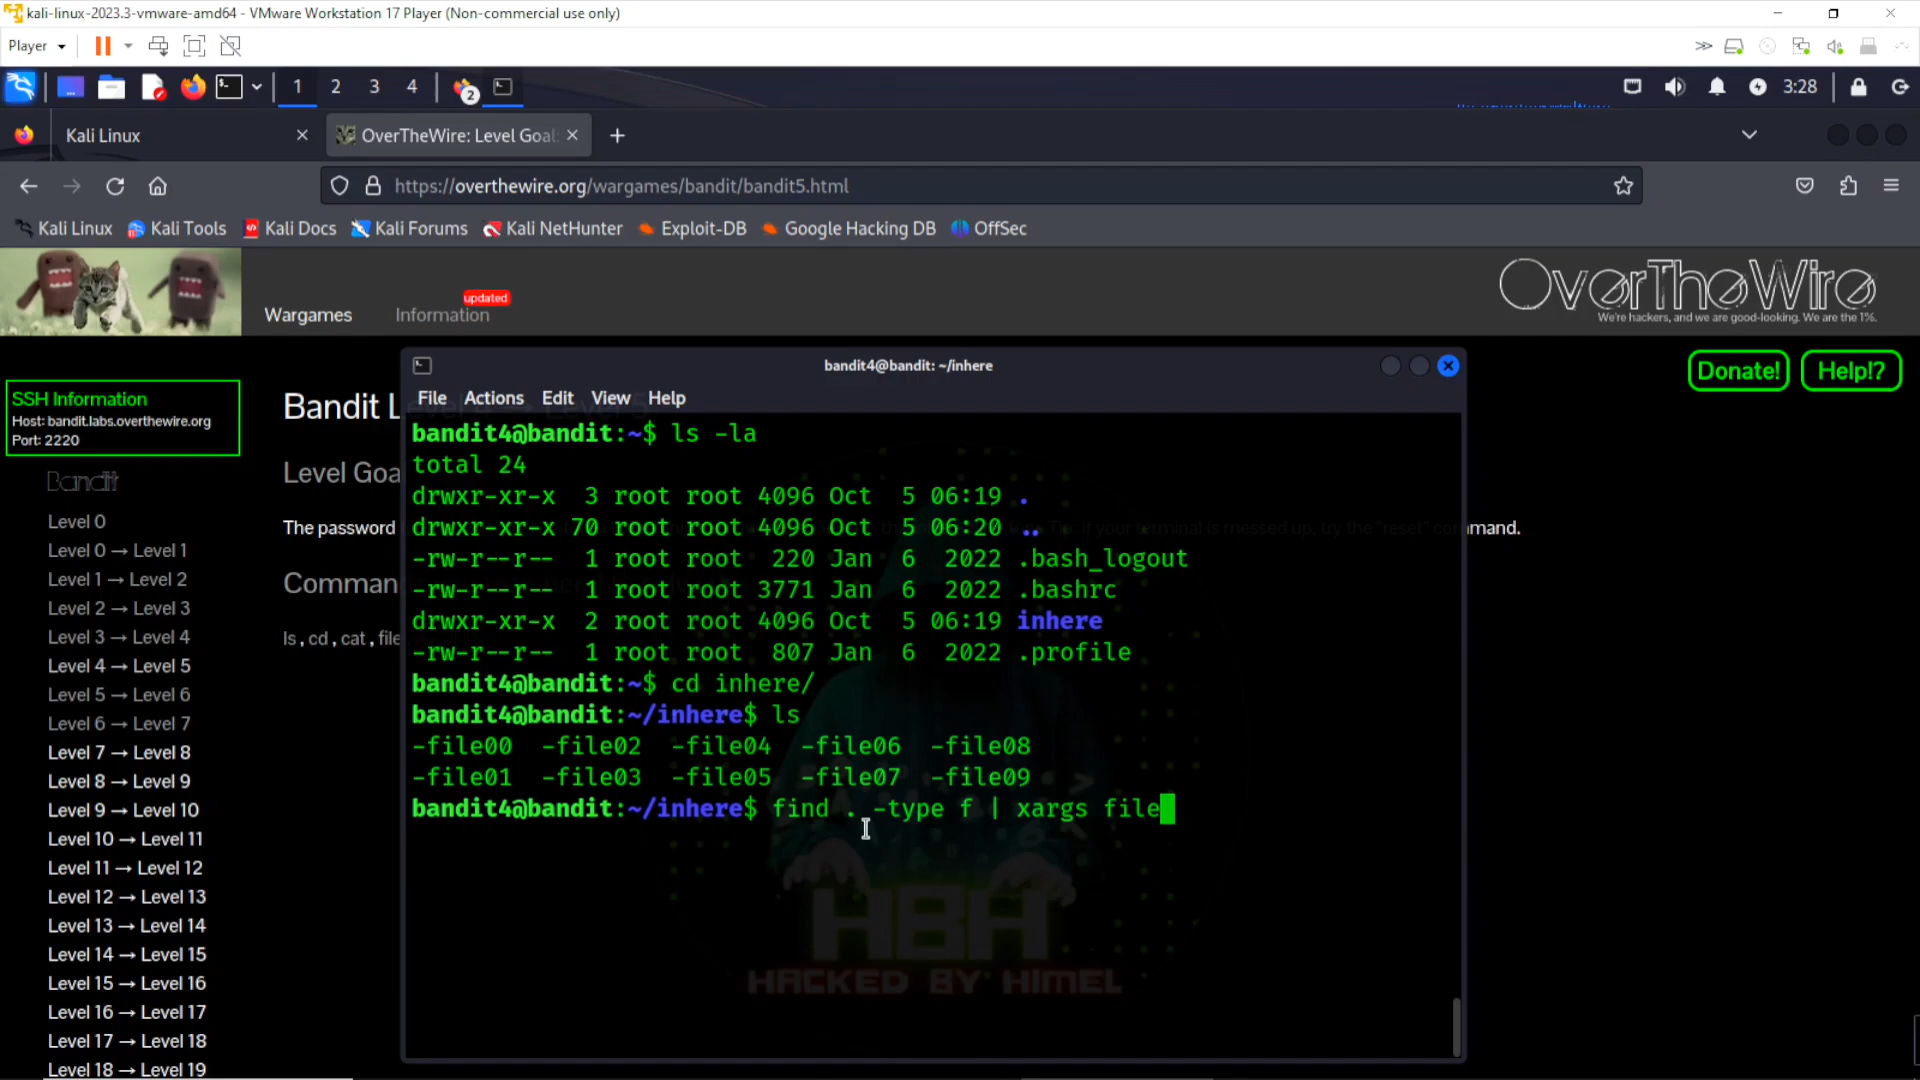 kali-linux-2023.3-vmware-amd64 - VMware Workstation 17 Player (Non-commercial use only)
Player
1 2 3 4 2 3:28
Kali Linux
OverTheWire: Level Goal:
https://overthewire.org/wargames/bandit/bandit5.html
Kali Linux Kali Tools Kali Docs Kali Forums Kali NetHunter Exploit-DB Google Hacking DB OffSec
updated
Wargames Information
OverTheWire
We're hackers, and we are good-looking. We are the 1%.
Donate! Help!?
SSH Information
Host: bandit.labs.overthewire.org
Port: 2220
Bandit
Level 0
Level 0 → Level 1
Level 1 → Level 2
Level 2 → Level 3
Level 3 → Level 4
Level 4 → Level 5
Level 5 → Level 6
Level 6 → Level 7
Level 7 → Level 8
Level 8 → Level 9
Level 9 → Level 10
Level 10 → Level 11
Level 11 → Level 12
Level 12 → Level 13
Level 13 → Level 14
Level 14 → Level 15
Level 15 → Level 16
Level 16 → Level 17
Level 17 → Level 18
Level 18 → Level 19
Bandit L
Level Goa
The password if your terminal is messed up, try the "reset" command.
Comman
ls , cd , cat , file
bandit4@bandit: ~/inhere
File Actions Edit View Help
bandit4@bandit:~$ ls -la
total 24
drwxr-xr-x 3 root root 4096 Oct 5 06:19 .
drwxr-xr-x 70 root root 4096 Oct 5 06:20 ..
-rw-r--r-- 1 root root 220 Jan 6 2022 .bash_logout
-rw-r--r-- 1 root root 3771 Jan 6 2022 .bashrc
drwxr-xr-x 2 root root 4096 Oct 5 06:19 inhere
-rw-r--r-- 1 root root 807 Jan 6 2022 .profile
bandit4@bandit:~$ cd inhere/
bandit4@bandit:~/inhere$ ls
-file00 -file02 -file04 -file06 -file08
-file01 -file03 -file05 -file07 -file09
bandit4@bandit:~/inhere$ find . -type f | xargs file
HBH
HACKED BY HIMEL